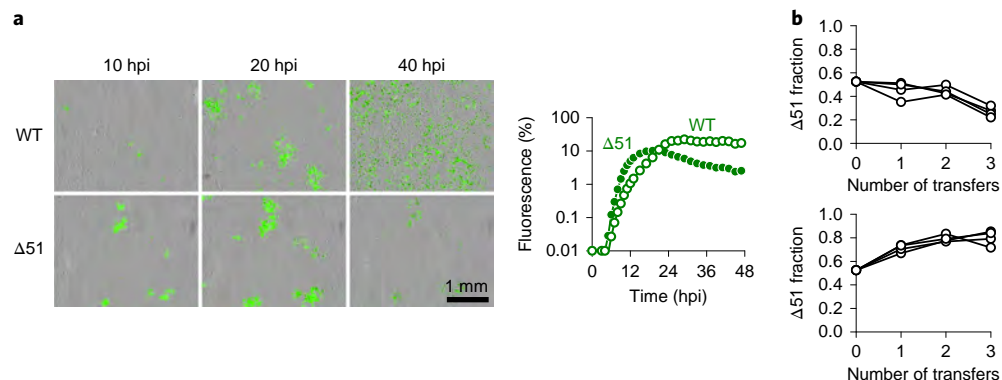 a
10 hpi
20 hpi
40 hpi
WT
Δ51
1 mm
Fluorescence (%)
100
10
1
0.1
0.01
Δ51
WT
0 12 24 36 48
Time (hpi)
b
Δ51 fraction
1.0
0.8
0.6
0.4
0.2
0.0
0 1 2 3
Number of transfers
Δ51 fraction
1.0
0.8
0.6
0.4
0.2
0.0
0 1 2 3
Number of transfers